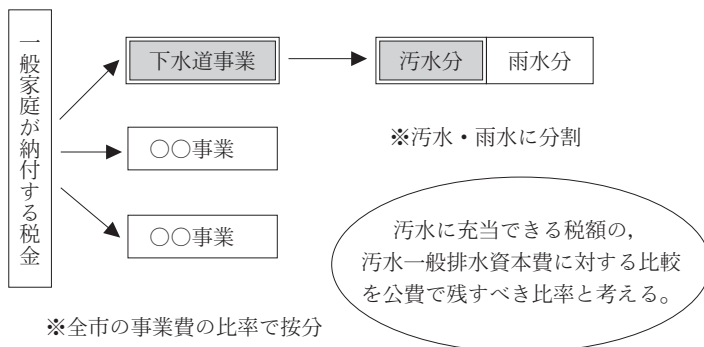 一般家庭が納付する税金
下水道事業
汚水分
雨水分
※汚水・雨水に分割
○○事業
○○事業
※全市の事業費の比率で按分
汚水に充当できる税額の，
汚水一般排水資本費に対する比較
を公費で残すべき比率と考える。